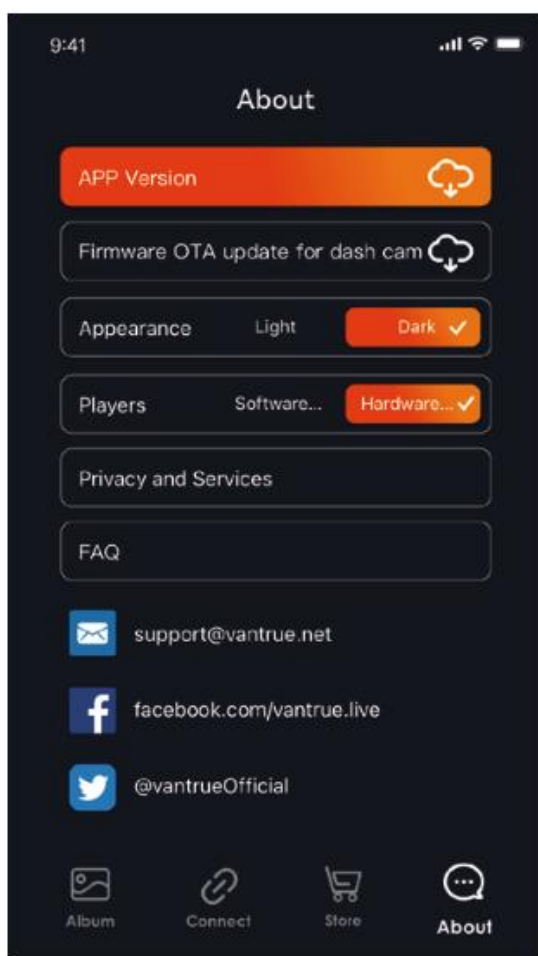 9:41
About
APP Version
Firmware OTA update for dash cam
Appearance Light Dark
Players Software... Hardware...
Privacy and Services
FAQ
support@vantrue.net
facebook.com/vantrue.live
@vantrueOfficial
Album Connect Store About